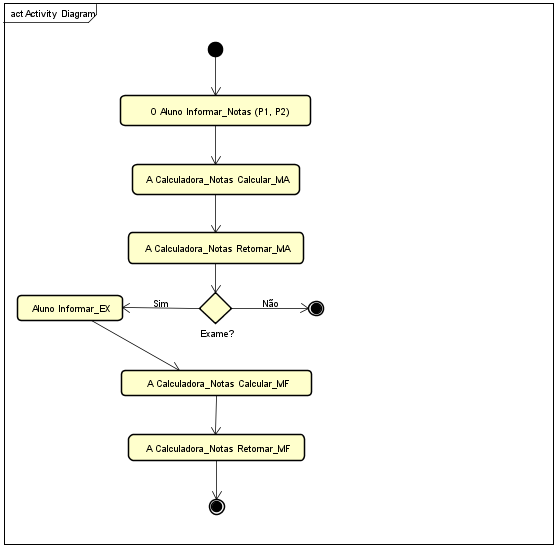 act Activity Diagram
O Aluno Informar_Notas (P1, P2)
A Calculadora_Notas Calcular_MA
A Calculadora_Notas Retornar_MA
Sim
Não
Aluno Informar_EX
Exame?
A Calculadora_Notas Calcular_MF
A Calculadora_Notas Retornar_MF